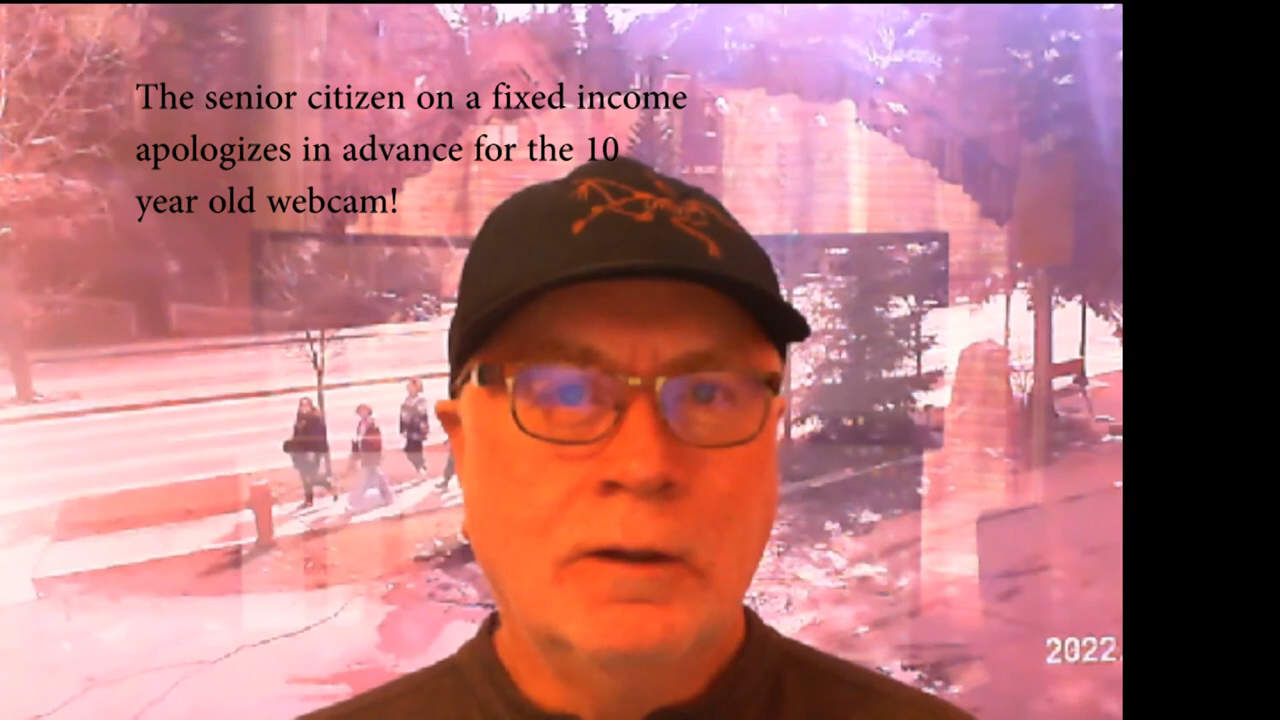 The senior citizen on a fixed income
apologizes in advance for the 10
year old webcam!
2022.